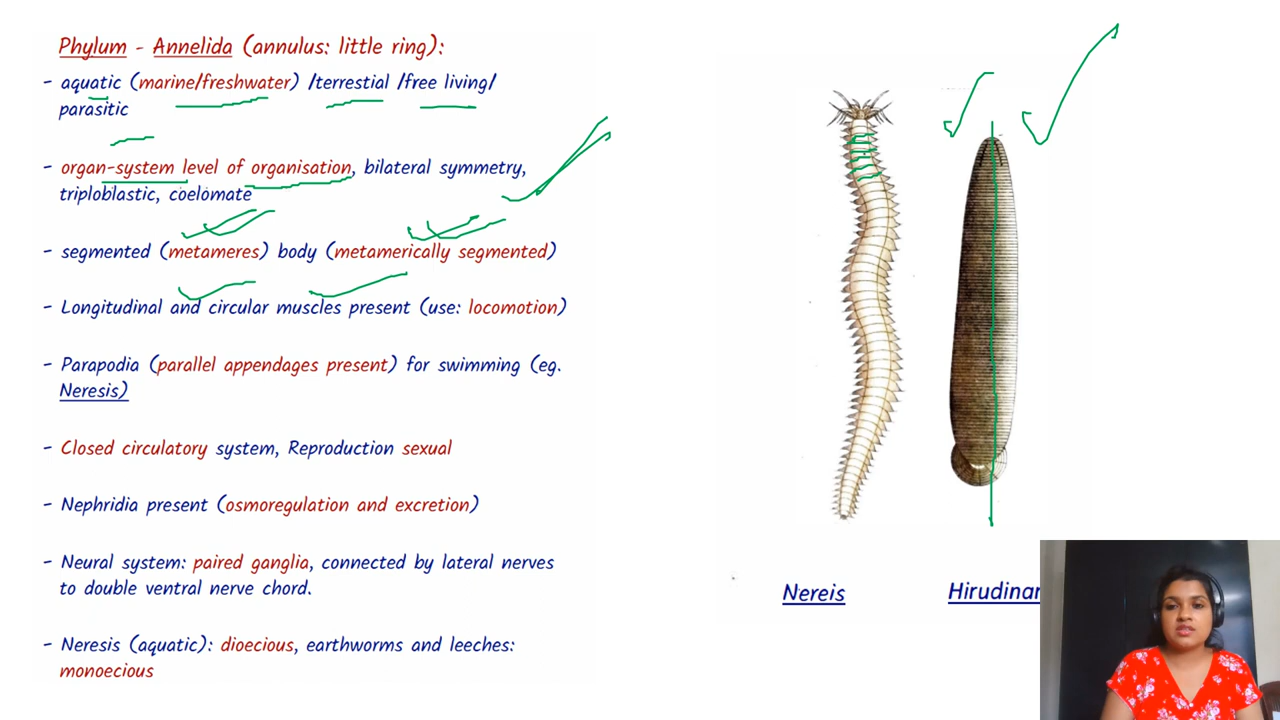 Phylum - Annelida (annulus: little ring):
- aquatic (marine/freshwater) /terrestial /free living/
parasitic
- organ-system level of organisation, bilateral symmetry,
triploblastic, coelomate
- segmented (metameres) body (metamerically segmented)
- Longitudinal and circular muscles present (use: locomotion)
- Parapodia (parallel appendages present) for swimming (eg.
Neresis)
- Closed circulatory system, Reproduction sexual
- Nephridia present (osmoregulation and excretion)
- Neural system: paired ganglia, connected by lateral nerves
to double ventral nerve chord.
- Neresis (aquatic): dioecious, earthworms and leeches:
monoecious
Nereis
Hirudinar